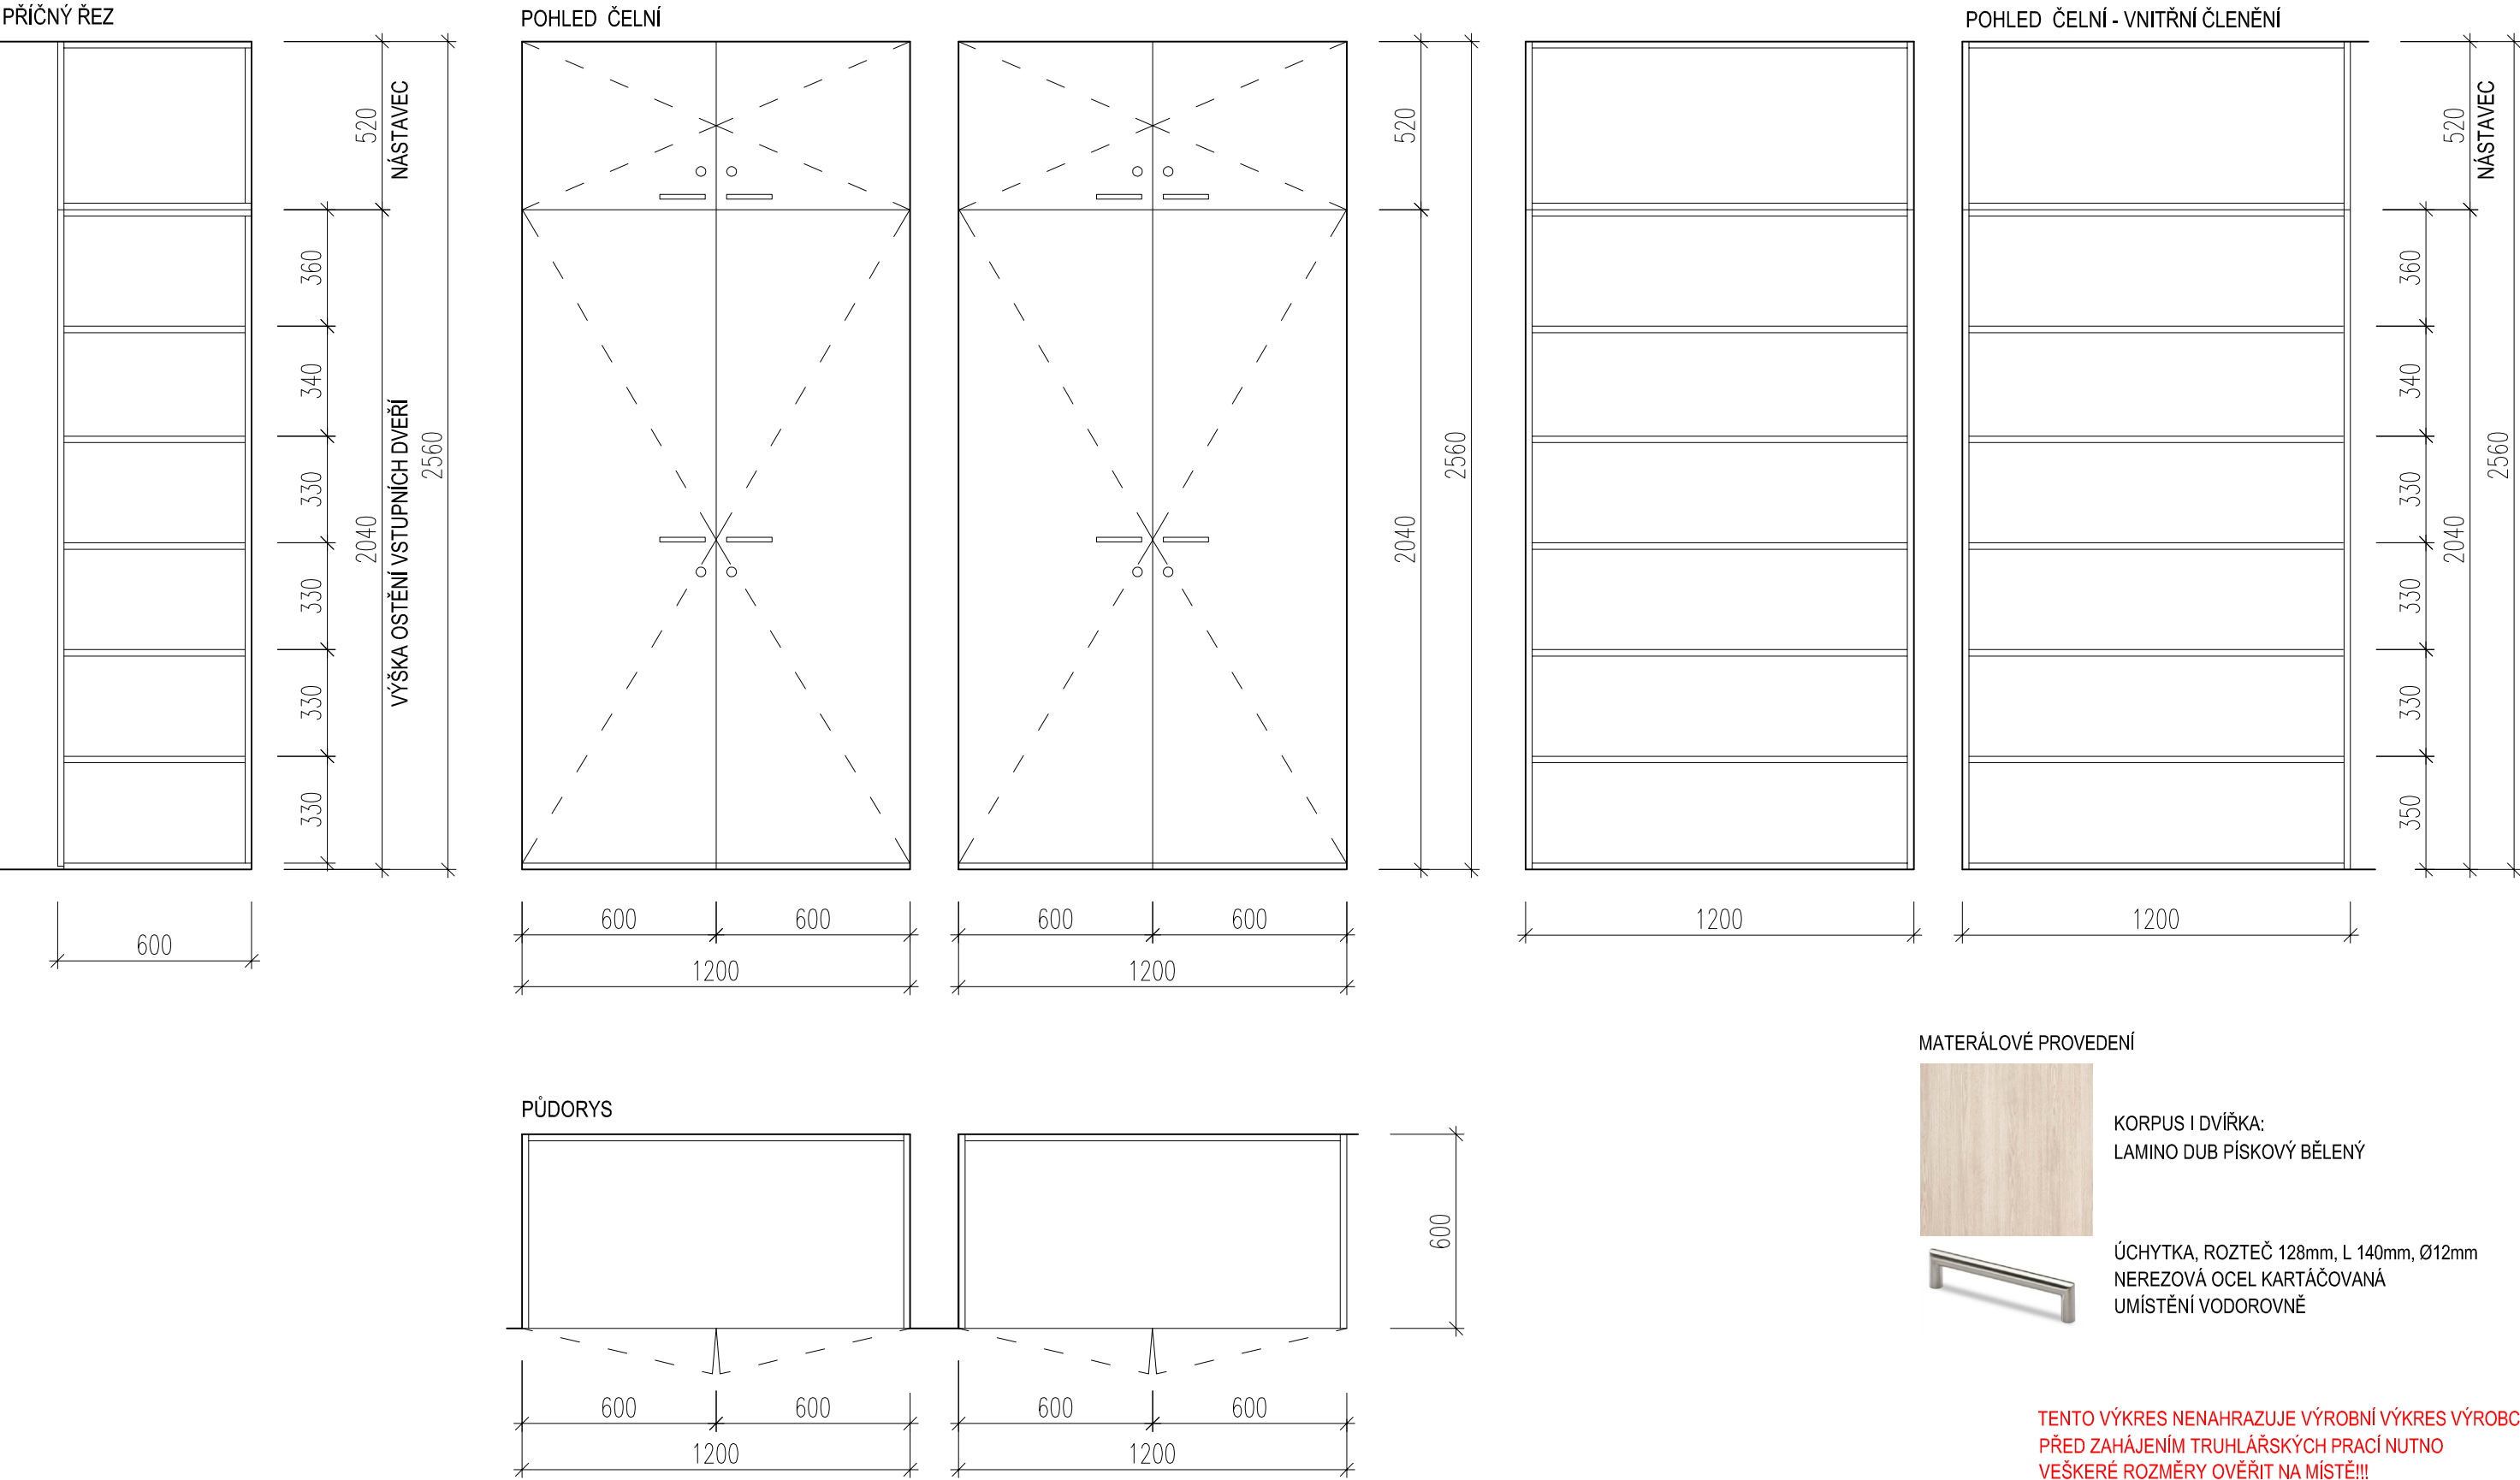 PŘÍČNÝ ŘEZ
POHLED ČELNÍ
POHLED ČELNÍ - VNITŘNÍ ČLENĚNÍ
520
NÁSTAVEC
360
340
330
330
330
330
2040
VÝŠKA OSTĚNÍ VSTUPNÍCH DVEŘÍ
2560
600
600
600
1200
600
600
1200
520
2040
2560
1200
1200
520
NÁSTAVEC
360
340
330
330
330
350
2040
2560
PŮDORYS
600
600
600
1200
600
600
1200
MATERÁLOVÉ PROVEDENÍ
KORPUS I DVÍŘKA:
LAMINO DUB PÍSKOVÝ BĚLENÝ
ÚCHYTKA, ROZTEČ 128mm, L 140mm, Ø12mm
NEREZOVÁ OCEL KARTÁČOVANÁ
UMÍSTĚNÍ VODOROVNĚ
TENTO VÝKRES NENAHRAZUJE VÝROBNÍ VÝKRES VÝROBC
PŘED ZAHÁJENÍM TRUHLÁŘSKÝCH PRACÍ NUTNO
VEŠKERÉ ROZMĚRY OVĚŘIT NA MÍSTĚ!!!